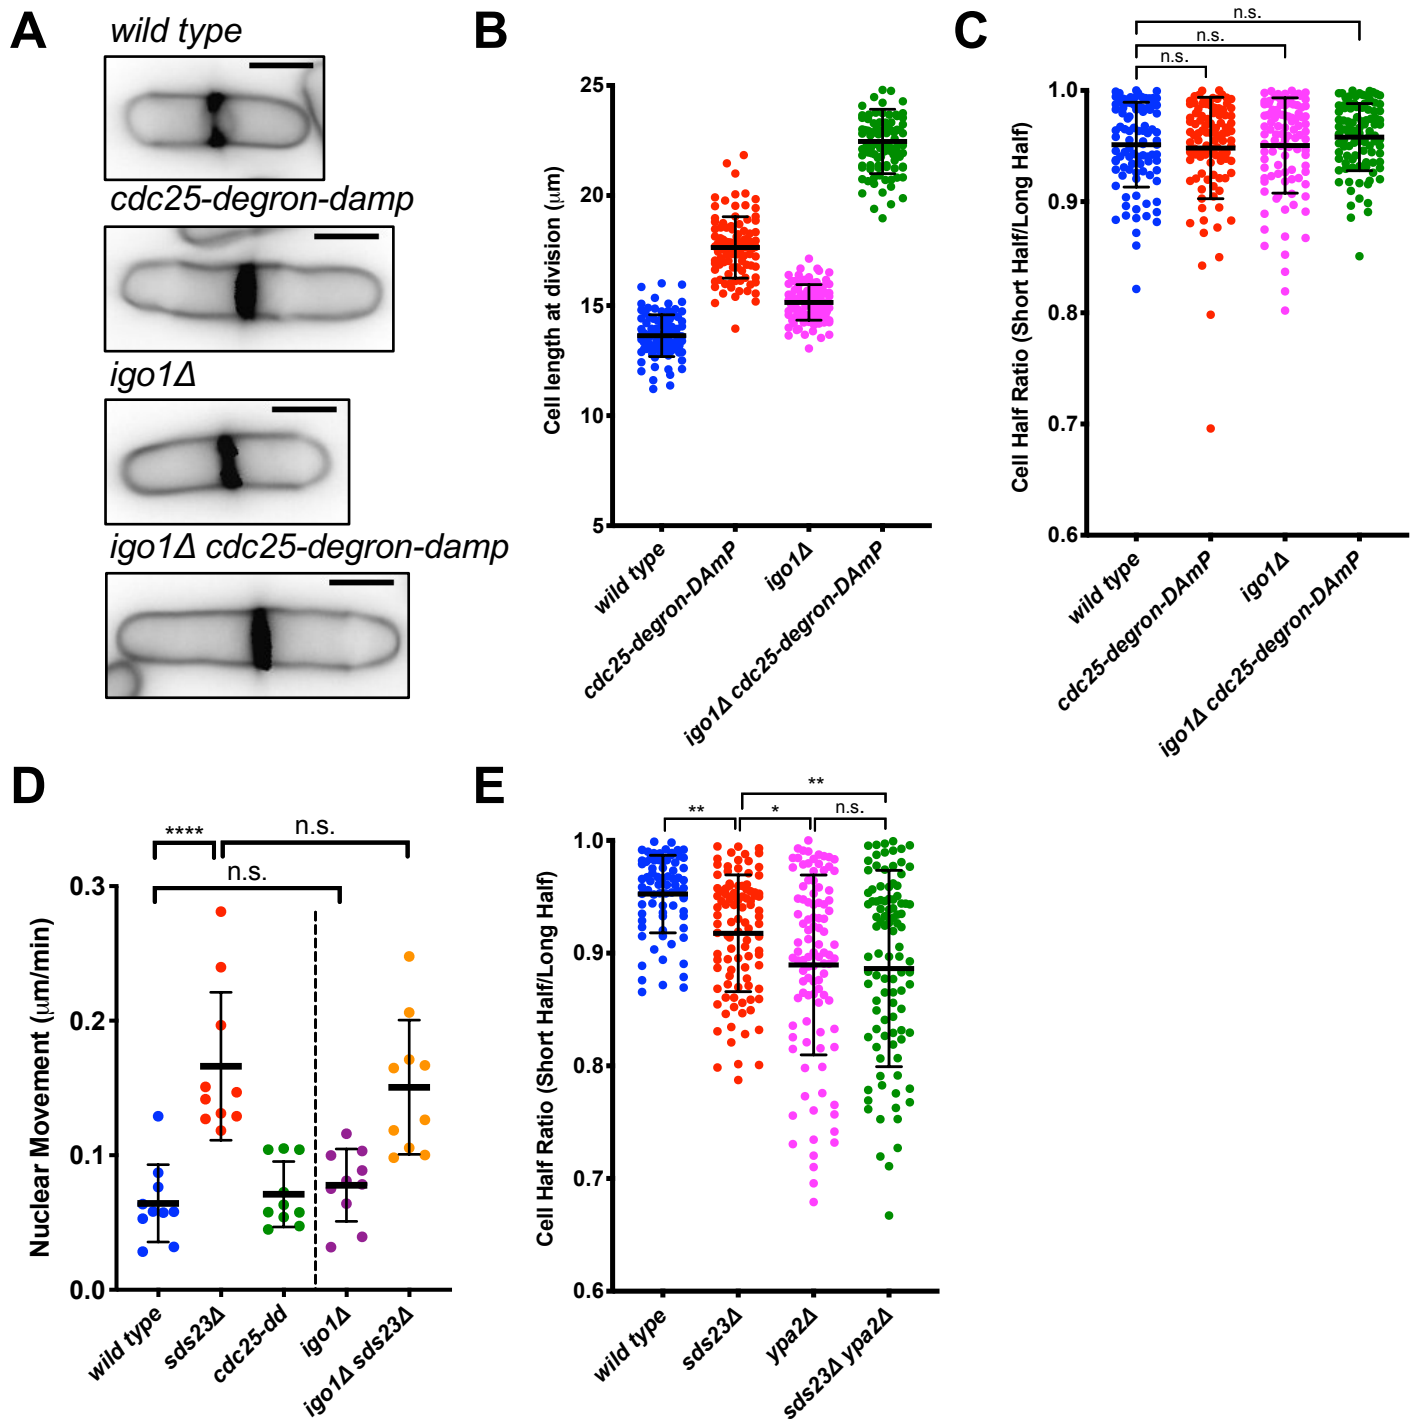 A
wild type
cdc25-degron-damp
igo1Δ
igo1Δ cdc25-degron-damp
B
Cell length at division (μm)
25
20
15
10
5
wild type
cdc25-degron-DAmP
igo1Δ
igo1Δ cdc25-degron-DAmP
C
n.s.
n.s.
n.s.
Cell Half Ratio (Short Half/Long Half)
1.0
0.9
0.8
0.7
0.6
wild type
cdc25-degron-DAmP
igo1Δ
igo1Δ cdc25-degron-DAmP
D
****
n.s.
n.s.
Nuclear Movement (μm/min)
0.3
0.2
0.1
0.0
wild type
sds23Δ
cdc25-dd
igo1Δ
igo1Δ sds23Δ
E
**
**
*
n.s.
Cell Half Ratio (Short Half/Long Half)
1.0
0.9
0.8
0.7
0.6
wild type
sds23Δ
ypa2Δ
sds23Δ ypa2Δ